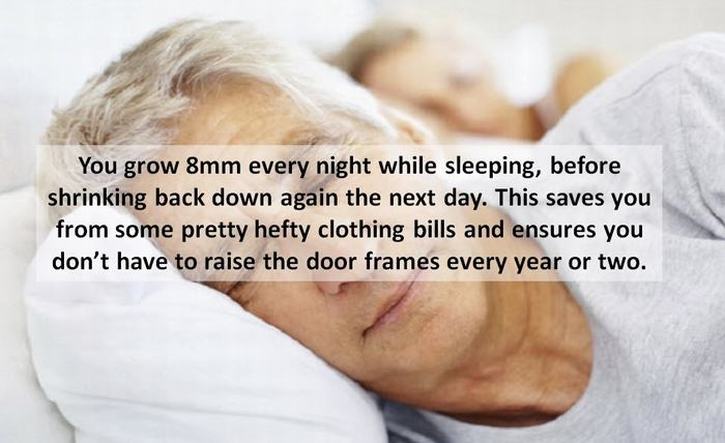 You grow 8mm every night while sleeping, before
shrinking back down again the next day. This saves you
from some pretty hefty clothing bills and ensures you
don’t have to raise the door frames every year or two.